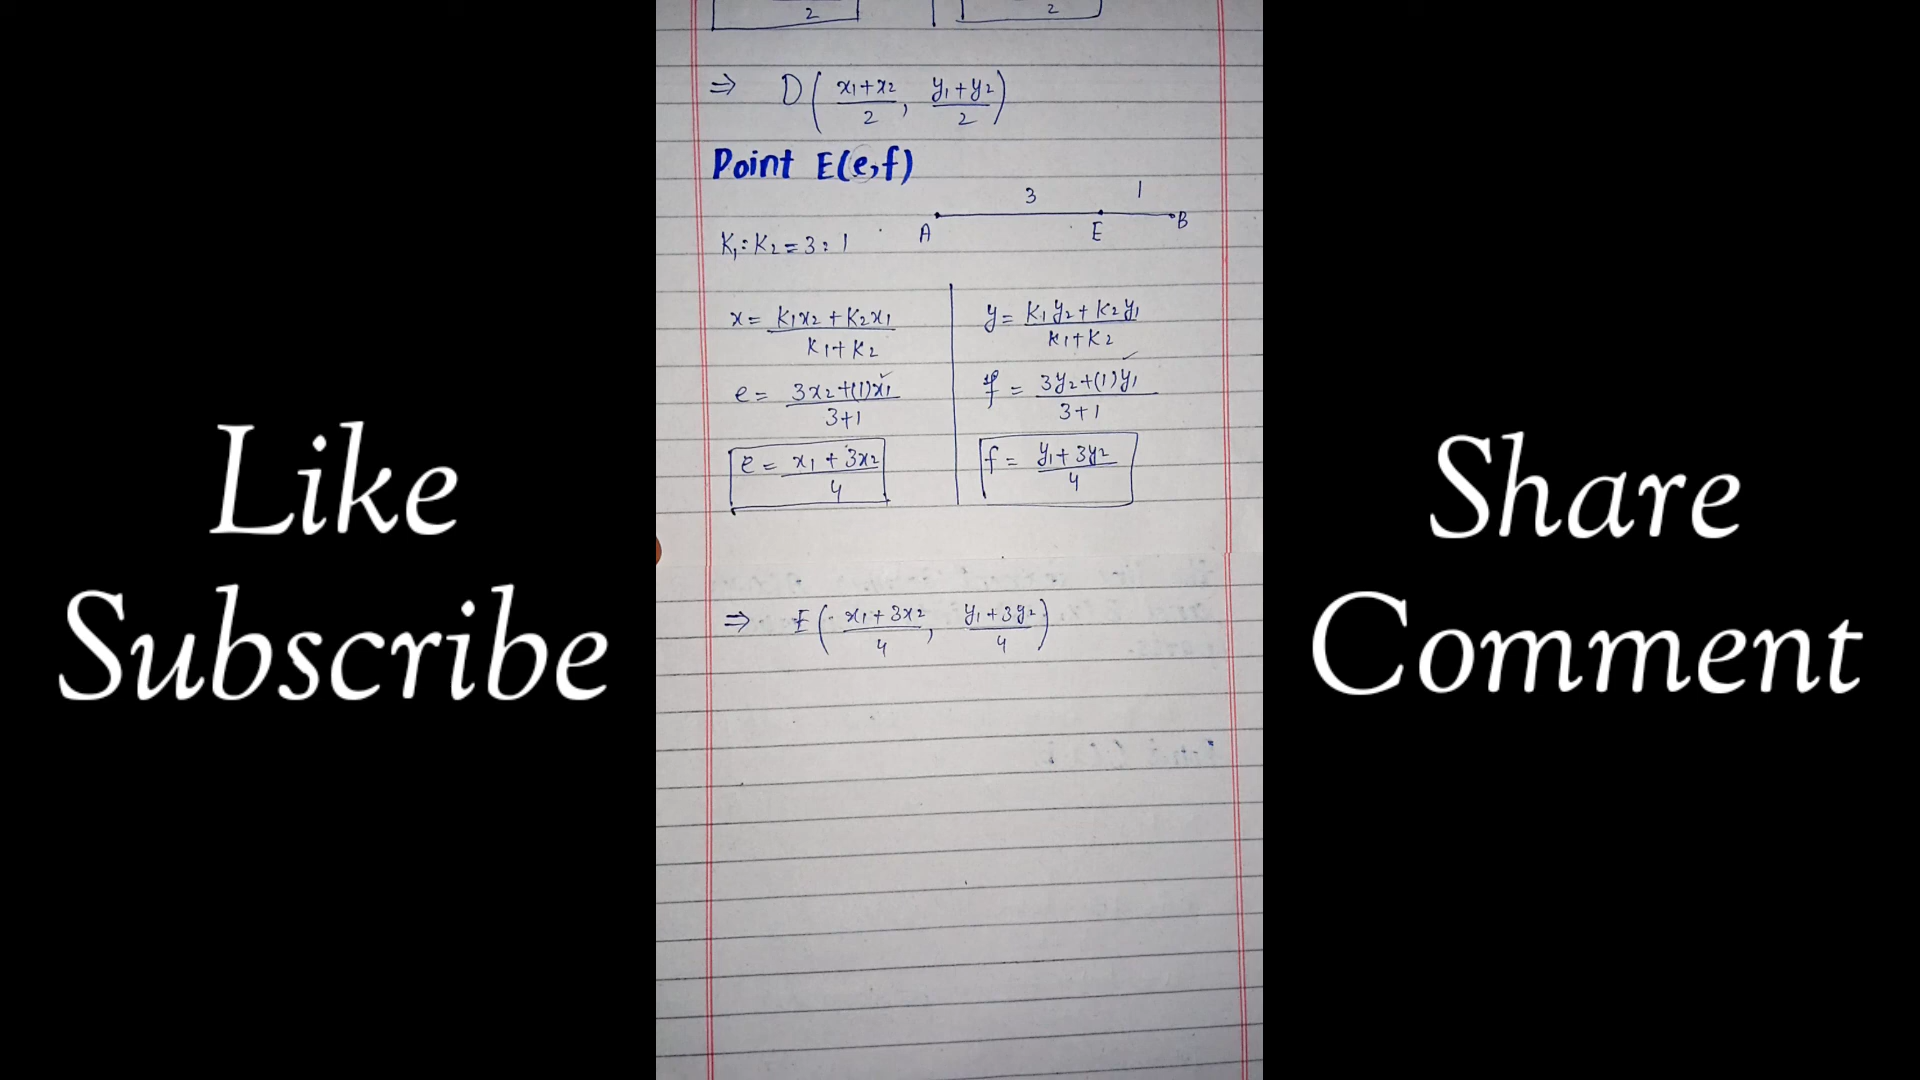 2 2
⇒ D( x1+x2/2 , y1+y2/2 )
Point E(e,f)
3 1
A E B
K1:K2=3:1
x= K1x2+K2x1/K1+K2
y= K1y2+K2y1/K1+K2
e= 3x2+(1)x1/3+1
f= 3y2+(1)y1/3+1
e= x1+3x2/4
f= y1+3y2/4
⇒ E( x1+3x2/4 , y1+3y2/4 )
Like
Subscribe
Share
Comment